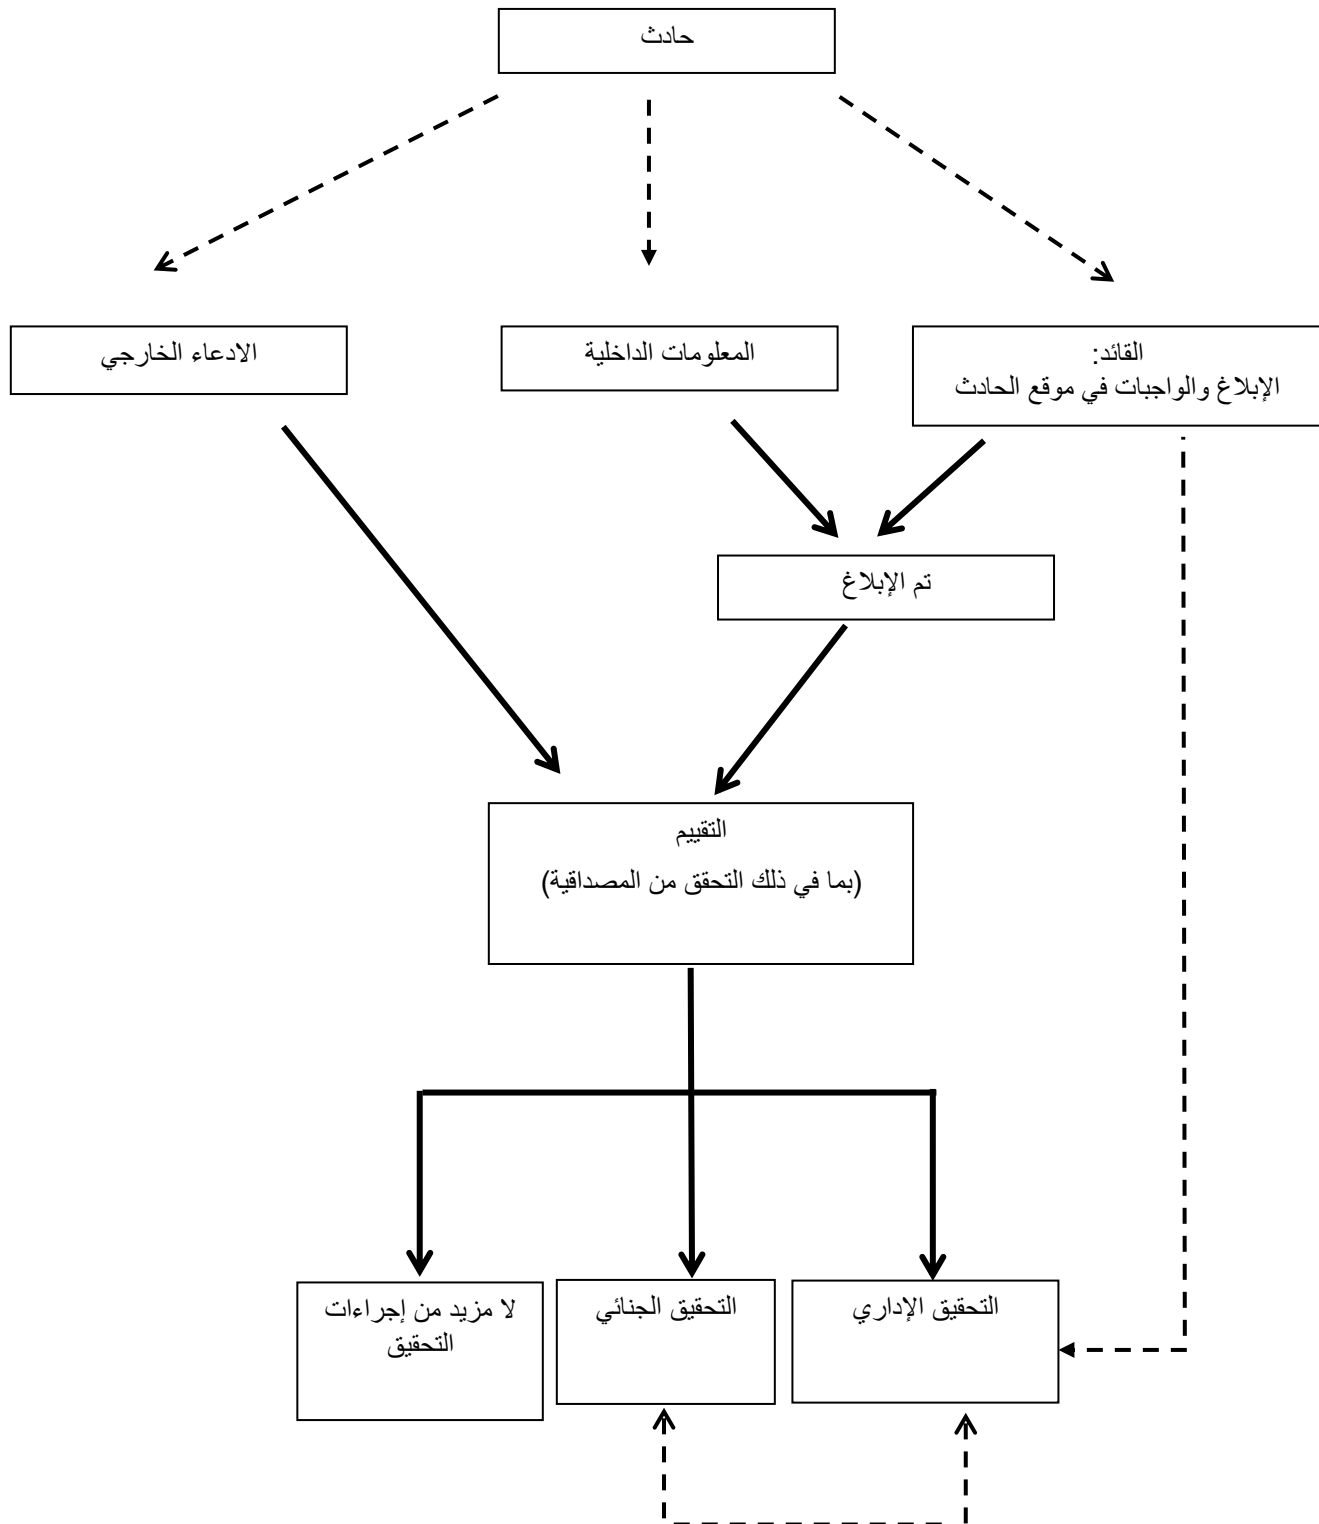 حادث
القائد:
الإبلاغ والواجبات في موقع الحادث
المعلومات الداخلية
الادعاء الخارجي
تم الإبلاغ
التقييم
(بما في ذلك التحقق من المصداقية)
التحقيق الإداري
التحقيق الجنائي
لا مزيد من إجراءات
التحقيق